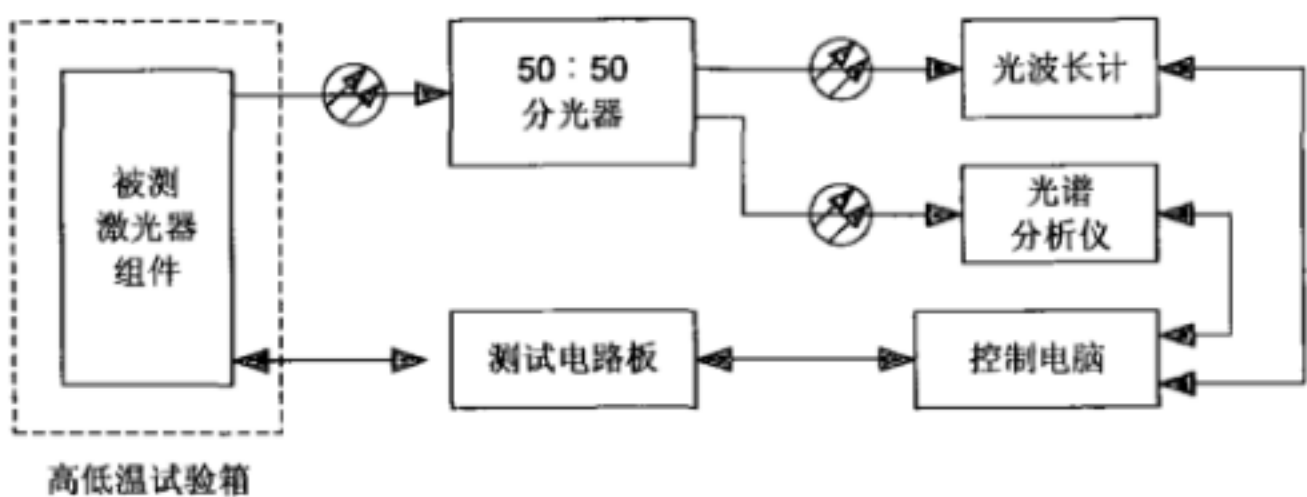 50：50
分光器
光波长计
被测
激光器
组件
光谱
分析仪
测试电路板
控制电脑
高低温试验箱